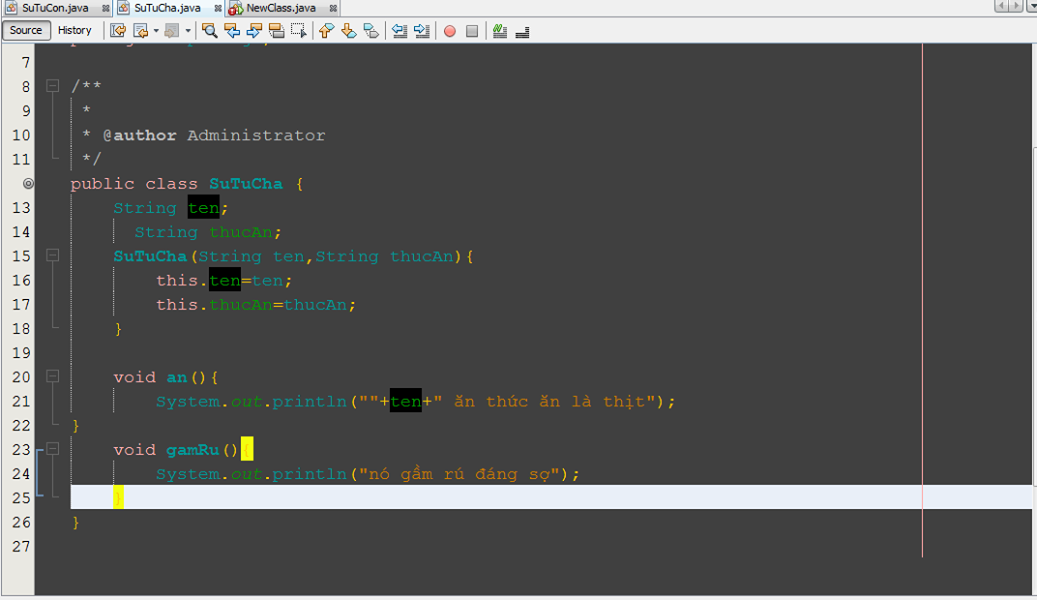 SuTuCon.java SuTuCha.java NewClass.java
Source History
7
8 /**
9 *
10 * @author Administrator
11 */
public class SuTuCha {
13 String ten;
14 String thucAn;
15 SuTuCha(String ten,String thucAn){
16 this.ten=ten;
17 this.thucAn=thucAn;
18 }
19
20 void an(){
21 System.out.println(""+ten+" ăn thức ăn là thịt");
22 }
23 void gamRu(){
24 System.out.println("nó gầm rú đáng sợ");
25 }
26 }
27